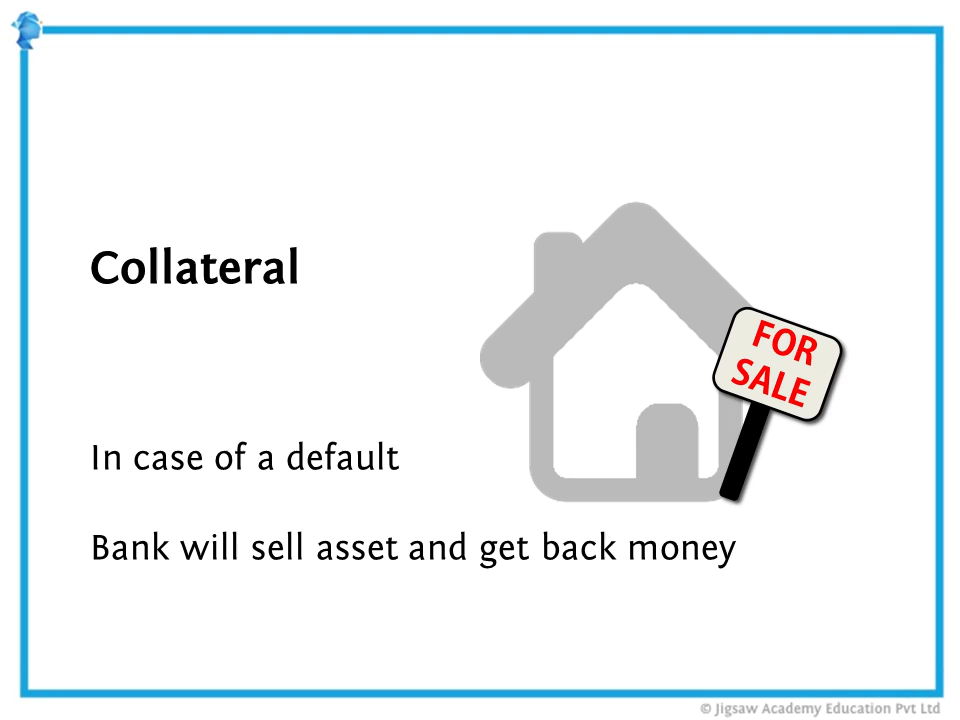 Collateral
FOR
SALE
In case of a default
Bank will sell asset and get back money
© Jigsaw Academy Education Pvt Ltd